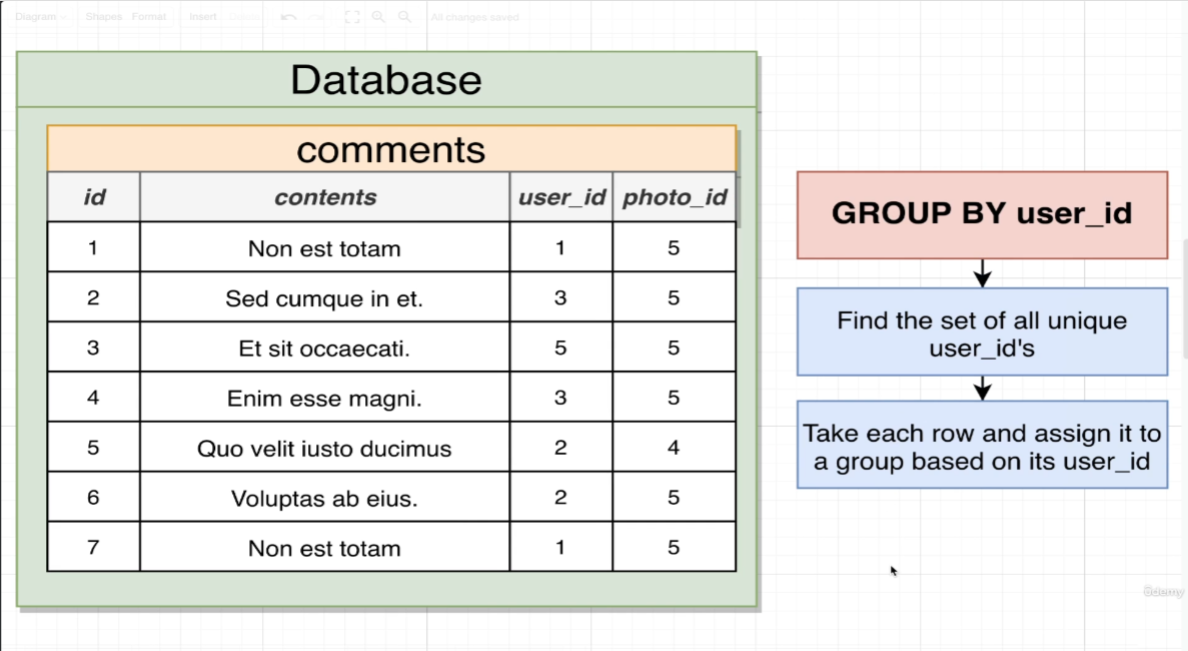 Diagram Shapes Format Insert All changes saved
Database
comments
id contents user_id photo_id
1 Non est totam 1 5
2 Sed cumque in et. 3 5
3 Et sit occaecati. 5 5
4 Enim esse magni. 3 5
5 Quo velit iusto ducimus 2 4
6 Voluptas ab eius. 2 5
7 Non est totam 1 5
GROUP BY user_id
Find the set of all unique
user_id's
Take each row and assign it to
a group based on its user_id
ûdemy